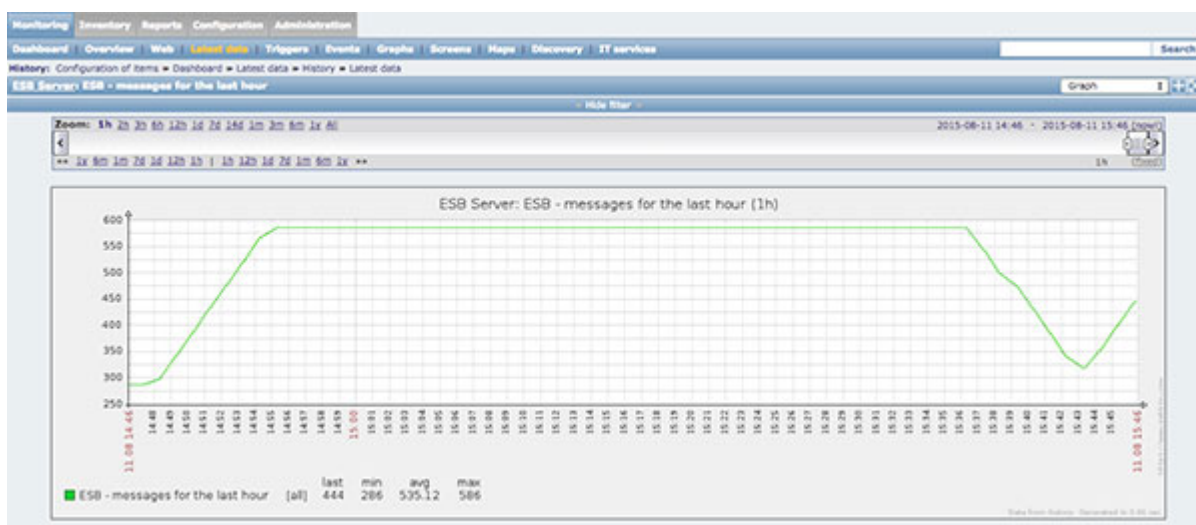 Monitoring Inventory Reports Configuration Administration
Dashboard Overview Web Latest data Triggers Events Graphs Screens Maps Discovery IT services Search
History: Configuration of items » Dashboard » Latest data » History » Latest data
ESB Server: ESB - messages for the last hour Graph
« Hide filter »
Zoom: 1h 2h 3h 6h 12h 1d 7d 14d 1m 3m 6m 1y All 2015-08-11 14:46 - 2015-08-11 15:46 (now!)
«« 1y 6m 1m 7d 1d 12h 1h | 1h 12h 1d 7d 1m 6m 1y »» 1h (fixed)
ESB Server: ESB - messages for the last hour (1h)
600
550
500
450
400
350
300
250
11.08 14:46 14:48 14:49 14:50 14:51 14:52 14:53 14:54 14:55 14:56 14:57 14:58 14:59 15:00 15:01 15:02 15:03 15:04 15:05 15:06 15:07 15:08 15:09 15:10 15:11 15:12 15:13 15:14 15:15 15:16 15:17 15:18 15:19 15:20 15:21 15:22 15:23 15:24 15:25 15:26 15:27 15:28 15:29 15:30 15:31 15:32 15:33 15:34 15:35 15:36 15:37 15:38 15:39 15:40 15:41 15:42 15:43 15:44 15:45 11.08 15:46
last min avg max
ESB - messages for the last hour [all] 444 286 535.12 586